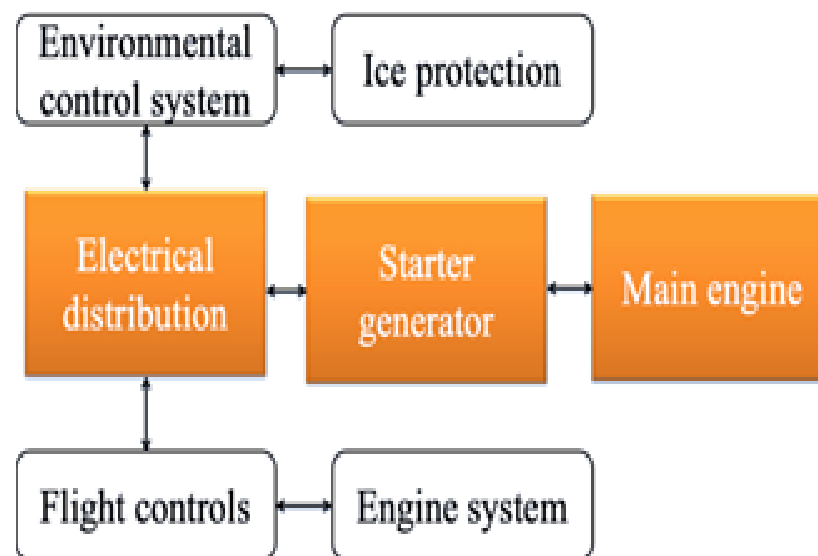 Environmental
control system
Ice protection
Electrical
distribution
Starter
generator
Main engine
Flight controls
Engine system